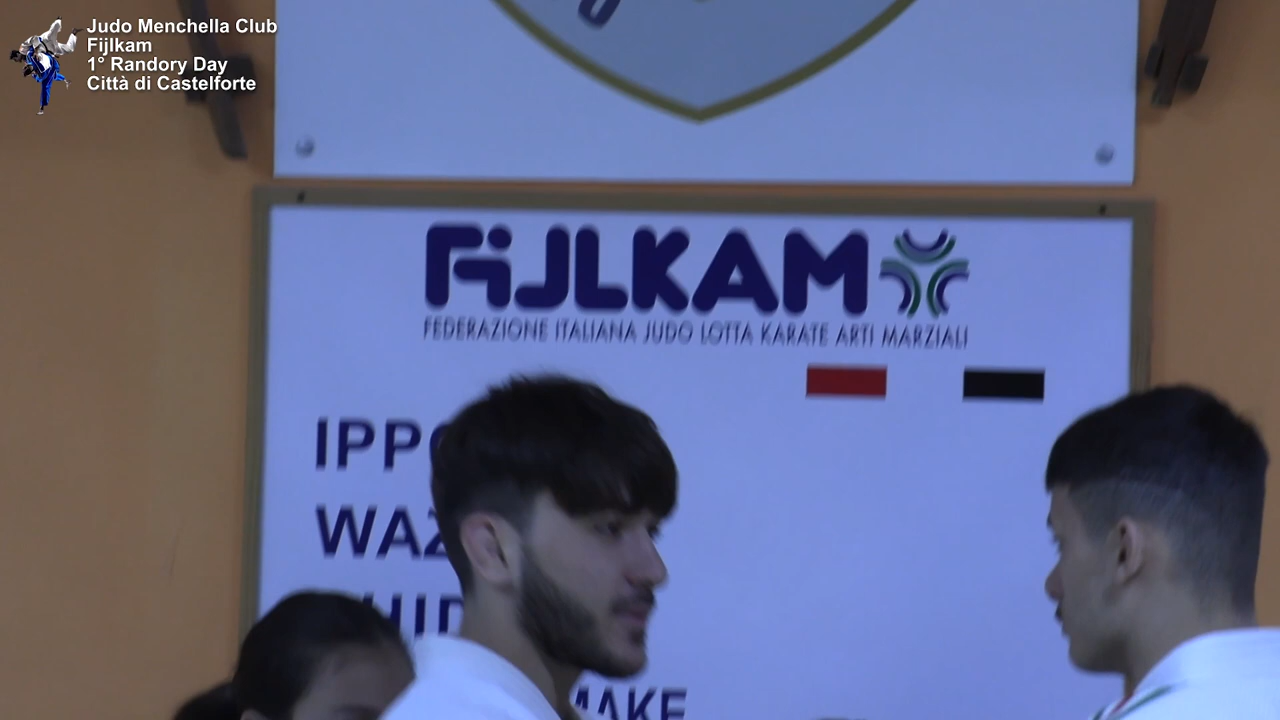 Judo Menchella Club
Fijlkam
1° Randory Day
Città di Castelforte
FIJLKAM
FEDERAZIONE ITALIANA JUDO LOTTA KARATE ARTI MARZIALI